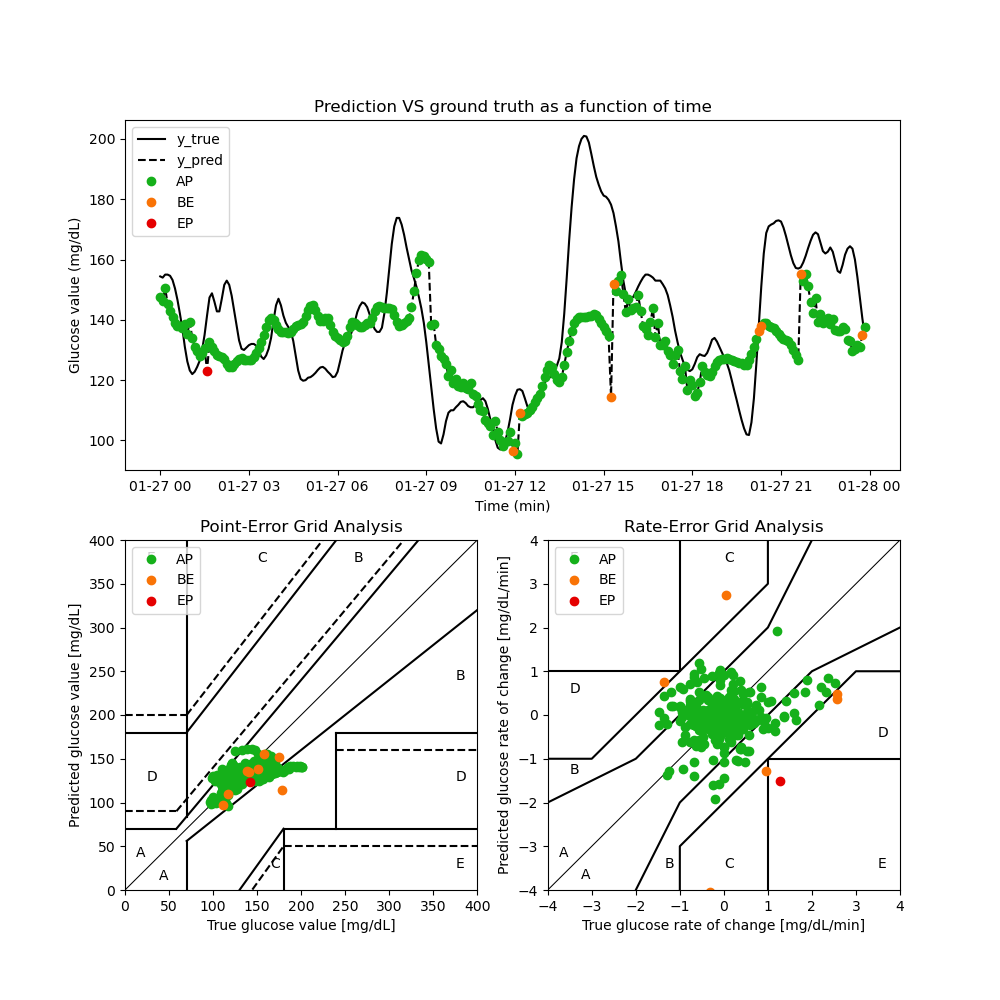 Prediction VS ground truth as a function of time
Glucose value (mg/dL)
200
180
160
140
120
100
y_true
y_pred
AP
BE
EP
01-27 00 01-27 03 01-27 06 01-27 09 01-27 12 01-27 15 01-27 18 01-27 21 01-28 00
Time (min)
Point-Error Grid Analysis
Predicted glucose value [mg/dL]
400
350
300
250
200
150
100
50
0
AP
BE
EP
C
B
B
D
D
A
A
C
E
0 50 100 150 200 250 300 350 400
True glucose value [mg/dL]
Rate-Error Grid Analysis
Predicted glucose rate of change [mg/dL/min]
4
3
2
1
0
−1
−2
−3
−4
AP
BE
EP
C
D
D
B
A
A
B
C
E
−4 −3 −2 −1 0 1 2 3 4
True glucose rate of change [mg/dL/min]